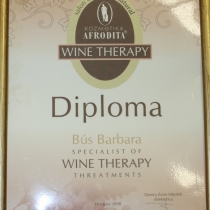 KOZMETIKA
AFRODITA
WINE THERAPY
Diploma
Bús Barbara
SPECIALIST OF
WINE THERAPY
THREATMENTS